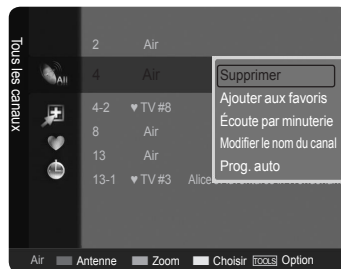 Tous les canaux
All
2 Air
4 Air
4-2 ♥ TV #8
8 Air
13 Air
13-1 ♥ TV #3 Alice
Supprimer
Ajouter aux favoris
Écoute par minuterie
Modifier le nom du canal
Prog. auto
Air Antenne Zoom Choisir TOOLS Option